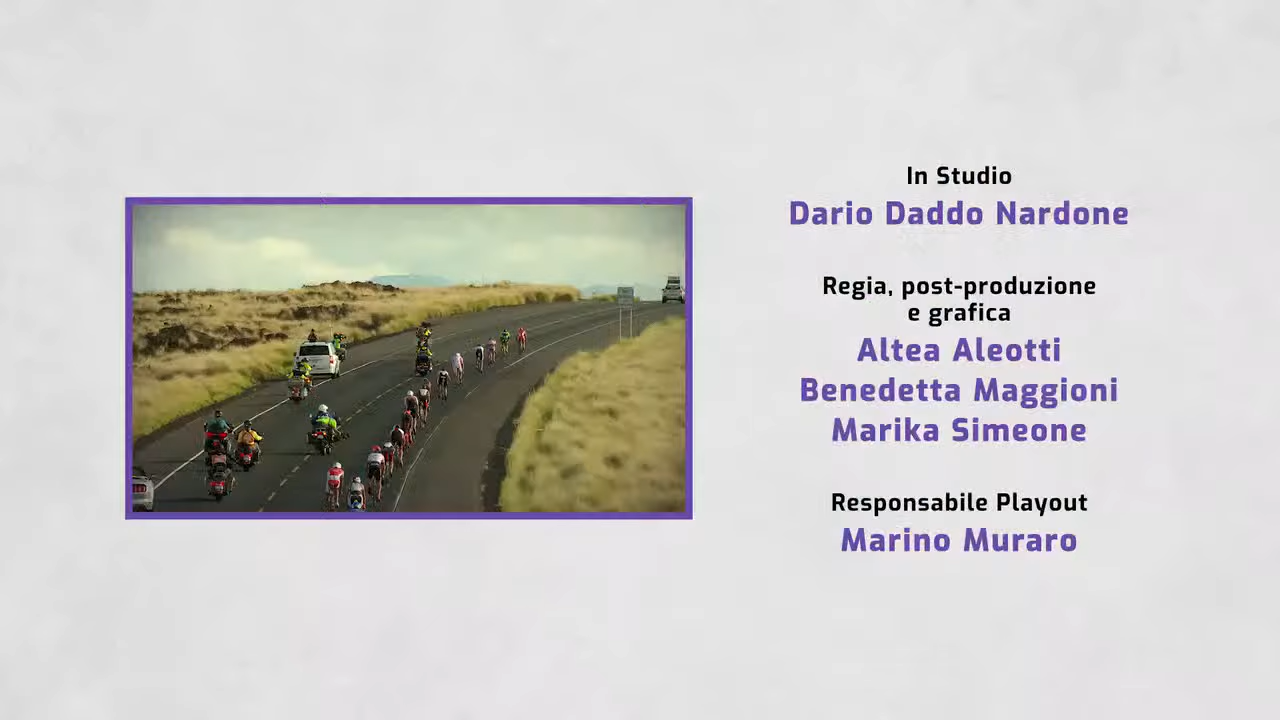 In Studio
Dario Daddo Nardone
Regia, post-produzione
e grafica
Altea Aleotti
Benedetta Maggioni
Marika Simeone
Responsabile Playout
Marino Muraro